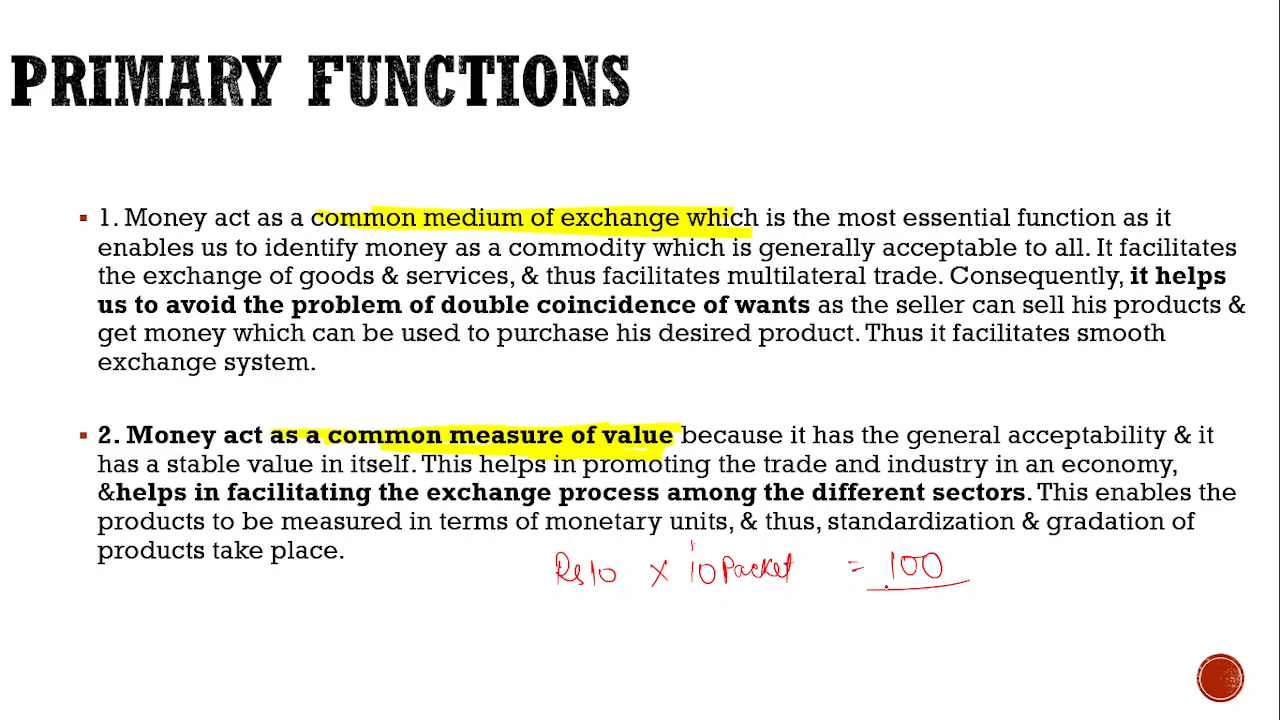 PRIMARY FUNCTIONS
1. Money act as a common medium of exchange which is the most essential function as it
enables us to identify money as a commodity which is generally acceptable to all. It facilitates
the exchange of goods & services, & thus facilitates multilateral trade. Consequently, it helps
us to avoid the problem of double coincidence of wants as the seller can sell his products &
get money which can be used to purchase his desired product. Thus it facilitates smooth
exchange system.
2. Money act as a common measure of value because it has the general acceptability & it
has a stable value in itself. This helps in promoting the trade and industry in an economy,
&helps in facilitating the exchange process among the different sectors. This enables the
products to be measured in terms of monetary units, & thus, standardization & gradation of
products take place.
Rs10 x 10 Packet = 100